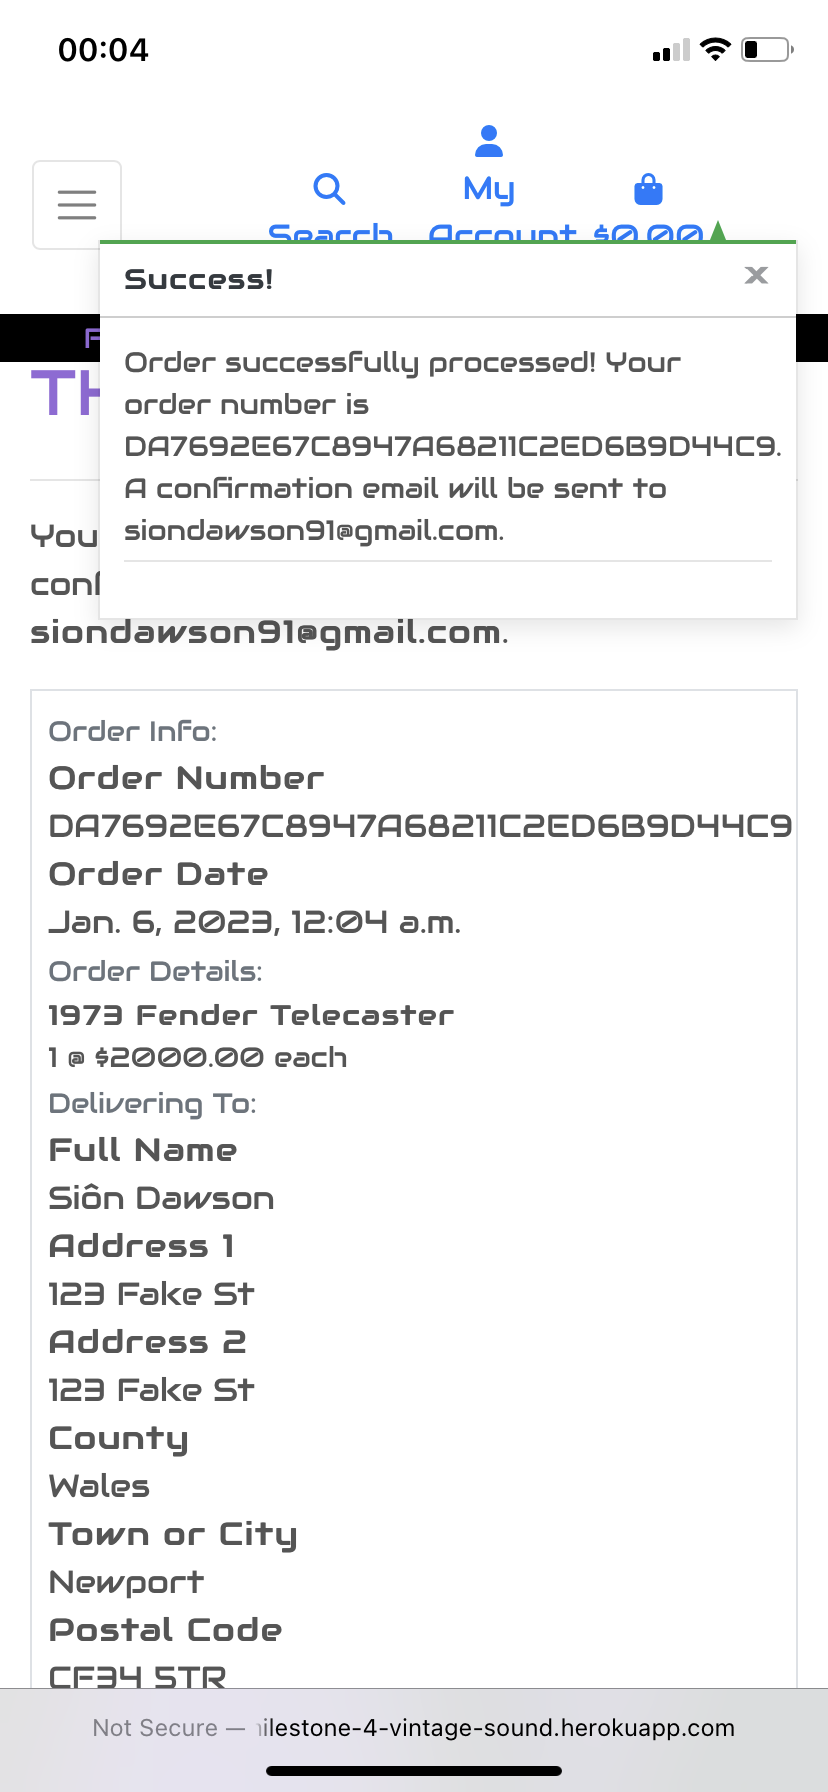 00:04
My
Search Account $0.00
Success!
x
Order successfully processed! Your
order number is
DA7692E67C8947A68211C2ED6B9D44C9.
A confirmation email will be sent to
siondawson91@gmail.com.
siondawson91@gmail.com.
Order Info:
Order Number
DA7692E67C8947A68211C2ED6B9D44C9
Order Date
Jan. 6, 2023, 12:04 a.m.
Order Details:
1973 Fender Telecaster
1 @ $2000.00 each
Delivering To:
Full Name
Siôn Dawson
Address 1
123 Fake St
Address 2
123 Fake St
County
Wales
Town or City
Newport
Postal Code
CF34 5TR
Not Secure — ilestone-4-vintage-sound.herokuapp.com